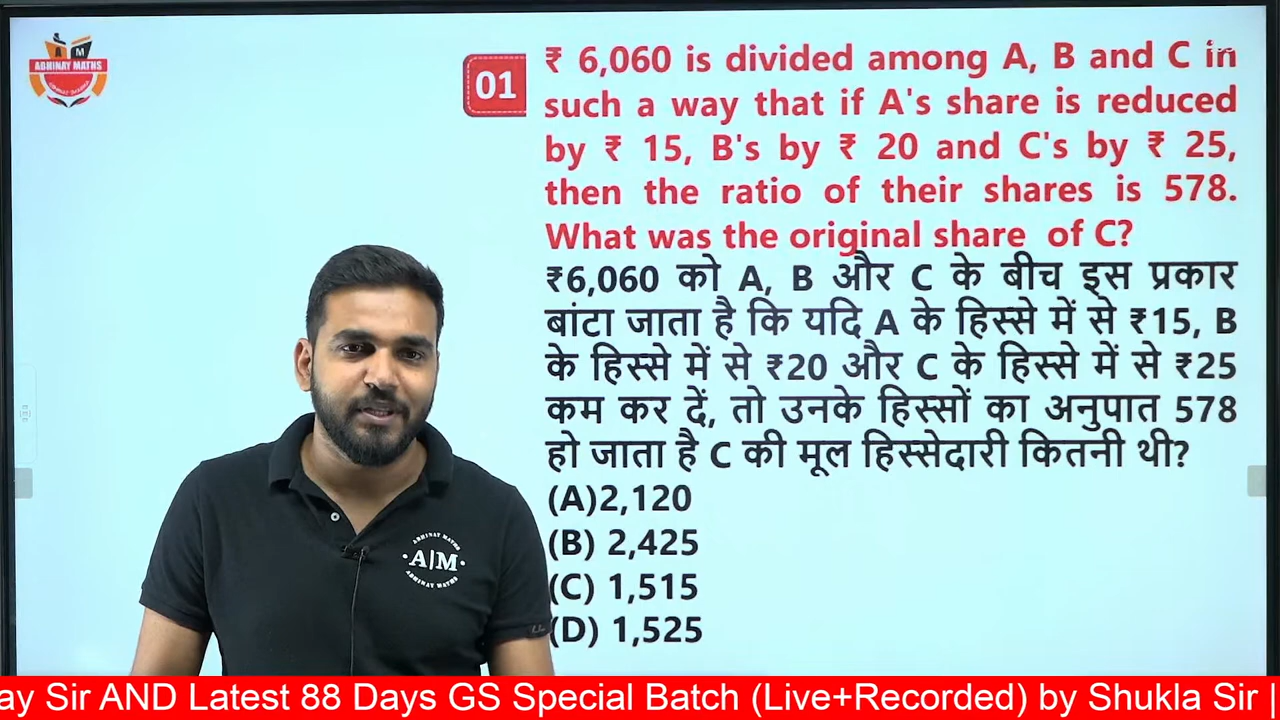 ABHINAY MATHS
01
₹ 6,060 is divided among A, B and C in
such a way that if A's share is reduced
by ₹ 15, B's by ₹ 20 and C's by ₹ 25,
then the ratio of their shares is 578.
What was the original share of C?
₹6,060 को A, B और C के बीच इस प्रकार
बांटा जाता है कि यदि A के हिस्से में से ₹15, B
के हिस्से में से ₹20 और C के हिस्से में से ₹25
कम कर दें, तो उनके हिस्सों का अनुपात 578
हो जाता है C की मूल हिस्सेदारी कितनी थी?
(A)2,120
(B) 2,425
(C) 1,515
(D) 1,525
ABHINAY MATHS
A|M
ABHINAY MATHS
ay Sir AND Latest 88 Days GS Special Batch (Live+Recorded) by Shukla Sir |